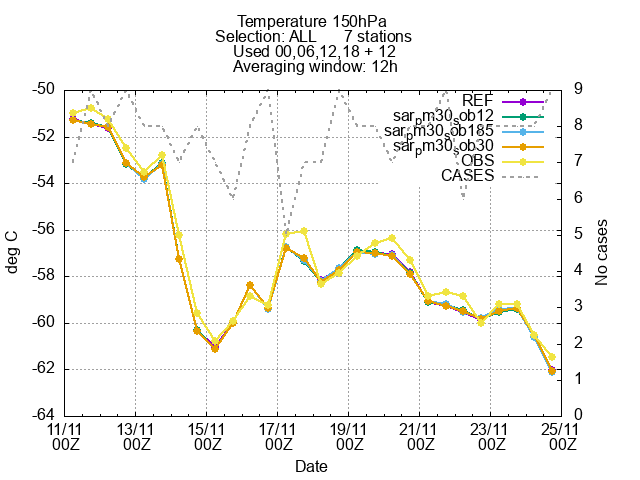 Temperature 150hPa
Selection: ALL 7 stations
Used 00,06,12,18 + 12
Averaging window: 12h
REF
sarpm30sob12
sarpm30sob185
sarpm30sob30
OBS
CASES
-50
-52
-54
-56
-58
-60
-62
-64
deg C
9
8
7
6
5
4
3
2
1
0
No cases
11/11 13/11 15/11 17/11 19/11 21/11 23/11 25/11
00Z 00Z 00Z 00Z 00Z 00Z 00Z 00Z
Date